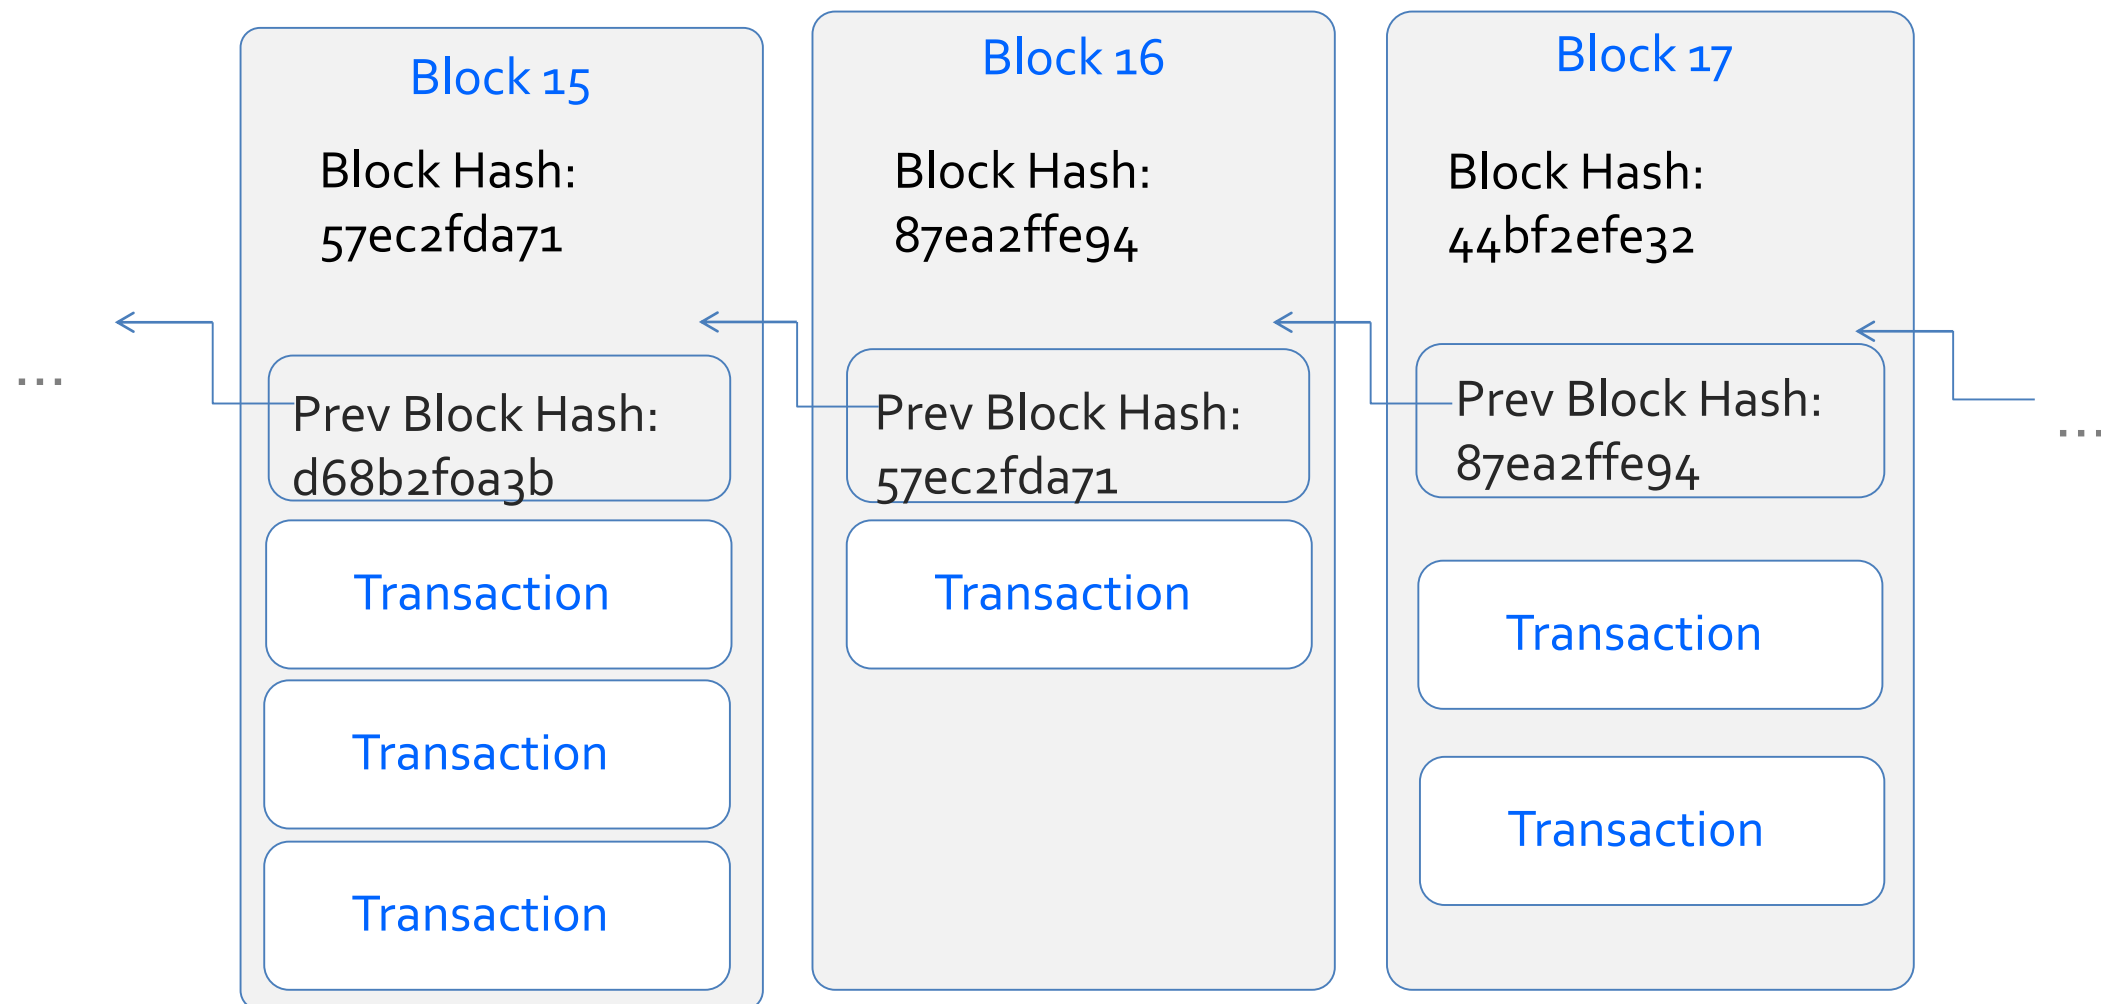 Block 15
Block Hash:
57ec2fda71
...
Prev Block Hash:
d68b2f0a3b
Transaction
Transaction
Transaction
Block 16
Block Hash:
87ea2ffe94
Prev Block Hash:
57ec2fda71
Transaction
Block 17
Block Hash:
44bf2efe32
Prev Block Hash:
87ea2ffe94
Transaction
Transaction
...